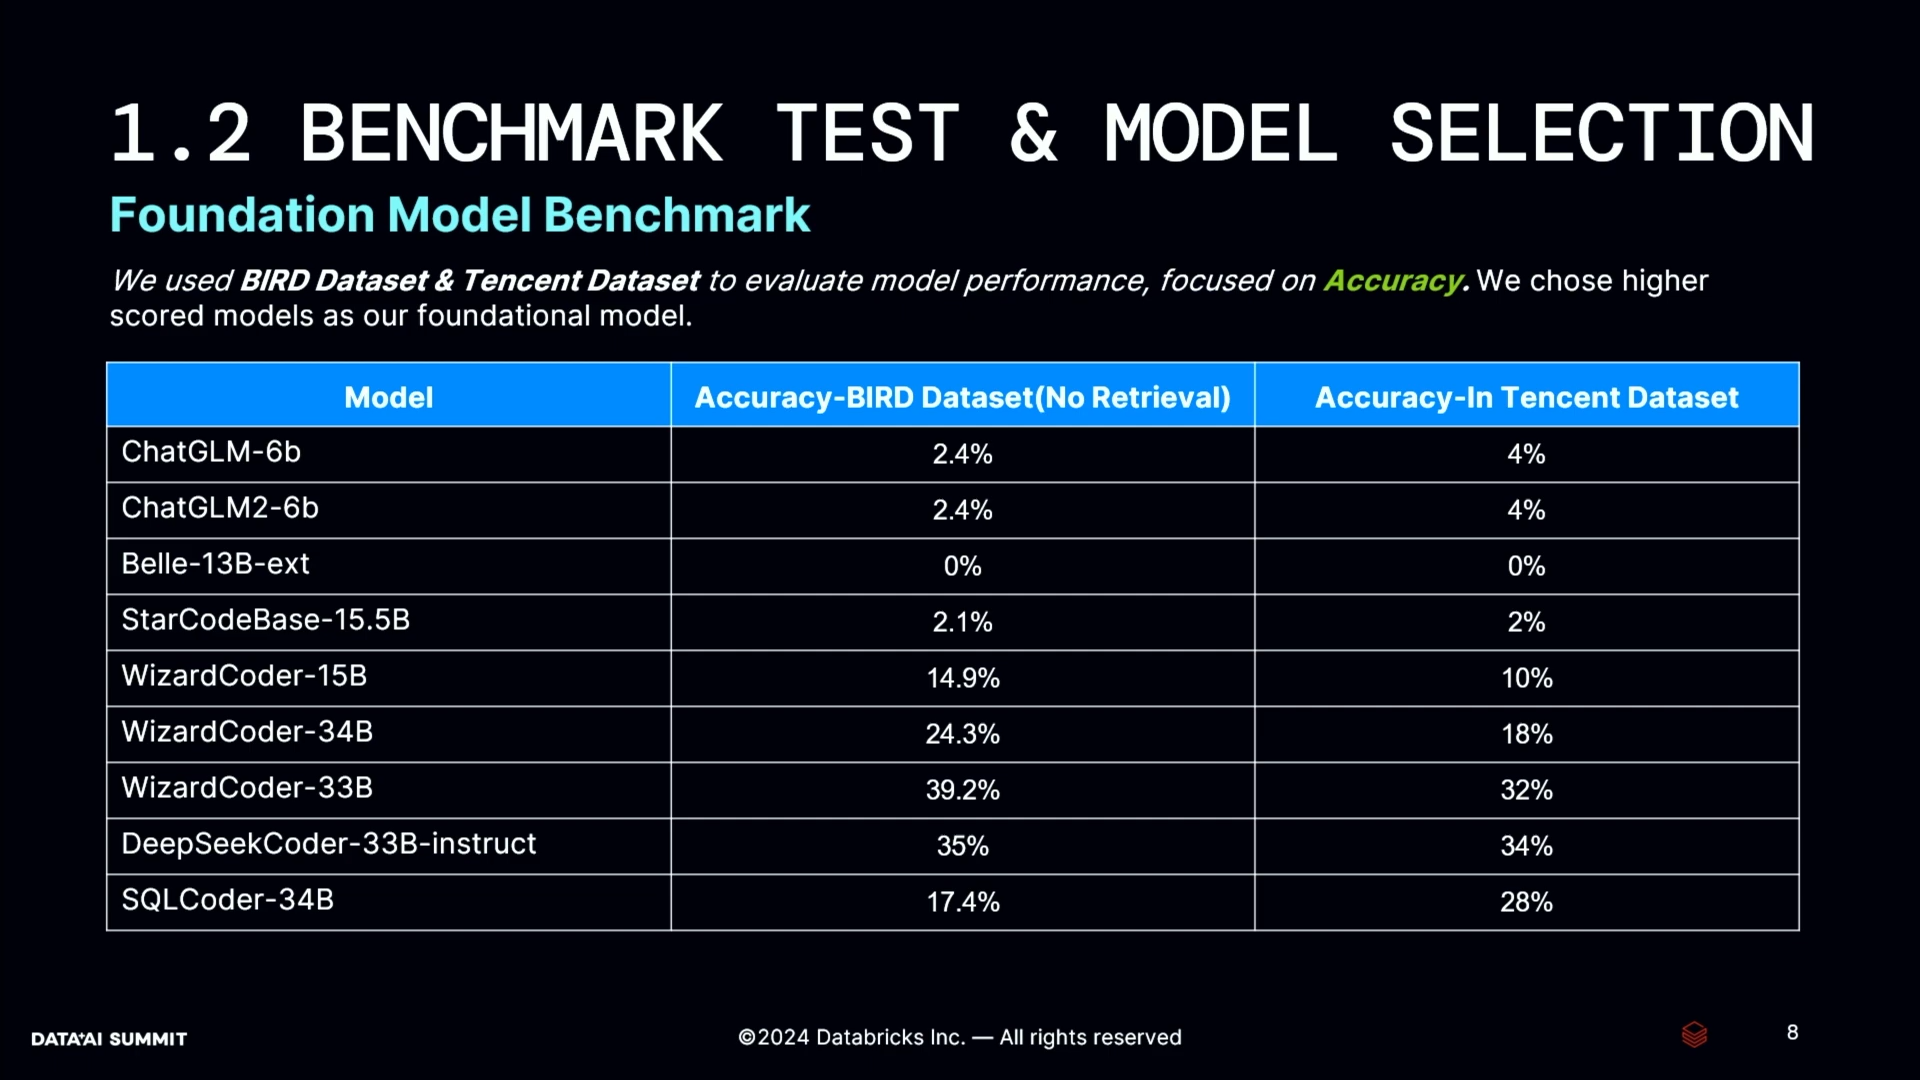 1.2 BENCHMARK TEST & MODEL SELECTION
Foundation Model Benchmark
We used BIRD Dataset & Tencent Dataset to evaluate model performance, focused on Accuracy. We chose higher
scored models as our foundational model.
Model Accuracy-BIRD Dataset(No Retrieval) Accuracy-In Tencent Dataset
ChatGLM-6b 2.4% 4%
ChatGLM2-6b 2.4% 4%
Belle-13B-ext 0% 0%
StarCodeBase-15.5B 2.1% 2%
WizardCoder-15B 14.9% 10%
WizardCoder-34B 24.3% 18%
WizardCoder-33B 39.2% 32%
DeepSeekCoder-33B-instruct 35% 34%
SQLCoder-34B 17.4% 28%
DATA+AI SUMMIT ©2024 Databricks Inc. — All rights reserved 8